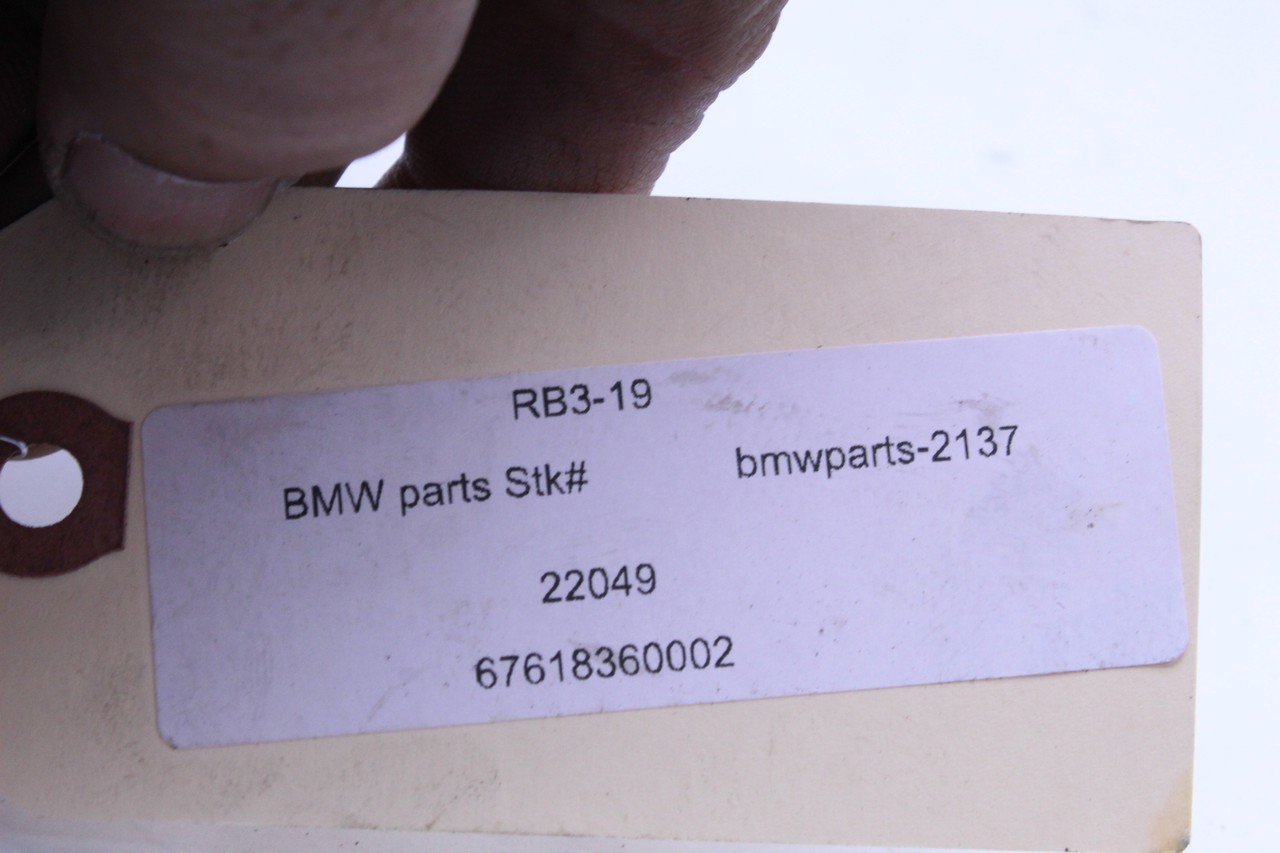 RB3-19
BMW parts Stk# bmwparts-2137
22049
67618360002